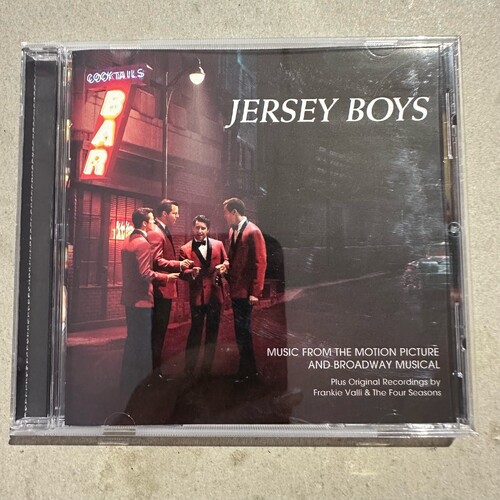 COCKTAILS
BAR
JERSEY BOYS
MUSIC FROM THE MOTION PICTURE
AND BROADWAY MUSICAL
Plus Original Recordings by
Frankie Valli & The Four Seasons